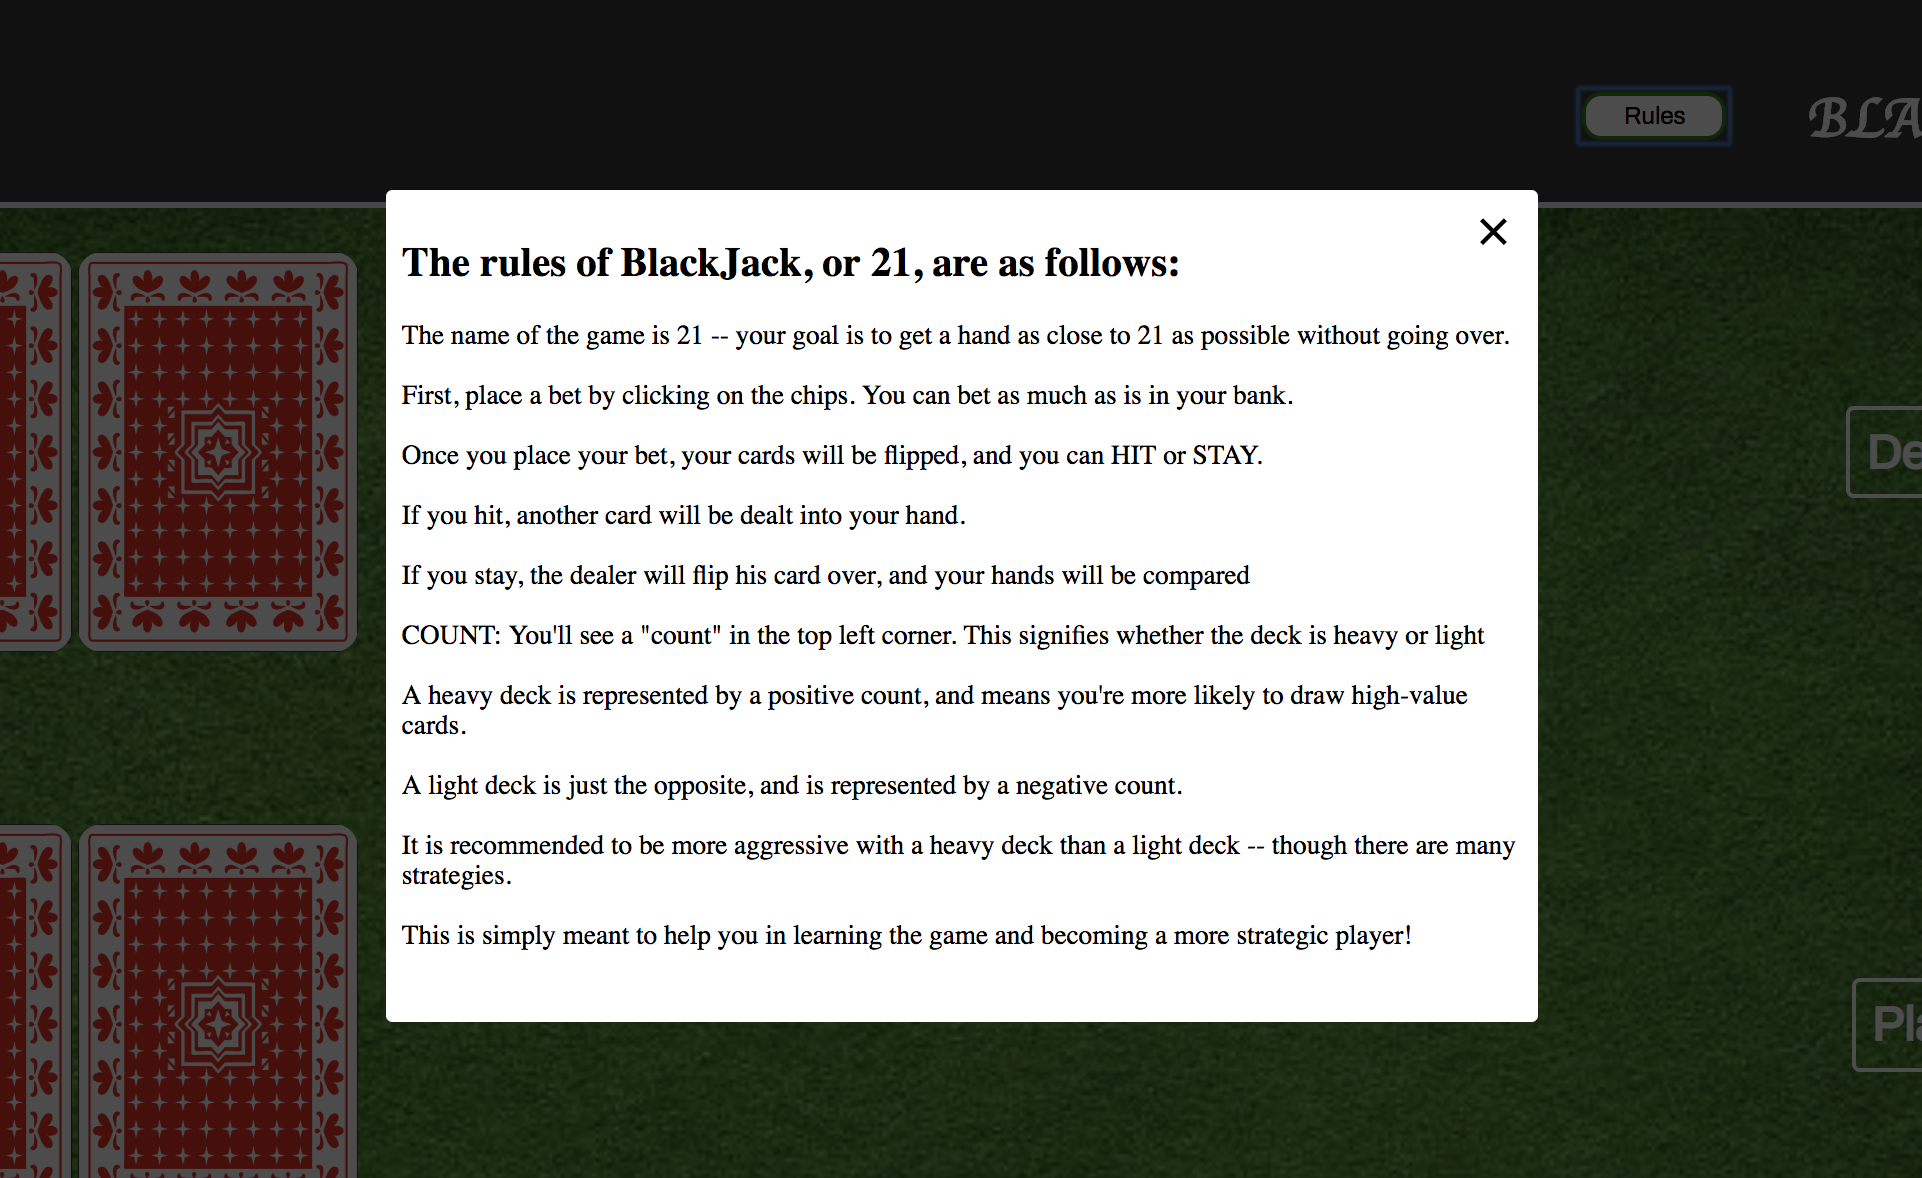 Rules
BLA
The rules of BlackJack, or 21, are as follows:
The name of the game is 21 -- your goal is to get a hand as close to 21 as possible without going over.
First, place a bet by clicking on the chips. You can bet as much as is in your bank.
Once you place your bet, your cards will be flipped, and you can HIT or STAY.
If you hit, another card will be dealt into your hand.
If you stay, the dealer will flip his card over, and your hands will be compared
COUNT: You'll see a "count" in the top left corner. This signifies whether the deck is heavy or light
A heavy deck is represented by a positive count, and means you're more likely to draw high-value
cards.
A light deck is just the opposite, and is represented by a negative count.
It is recommended to be more aggressive with a heavy deck than a light deck -- though there are many
strategies.
This is simply meant to help you in learning the game and becoming a more strategic player!
De
Pla